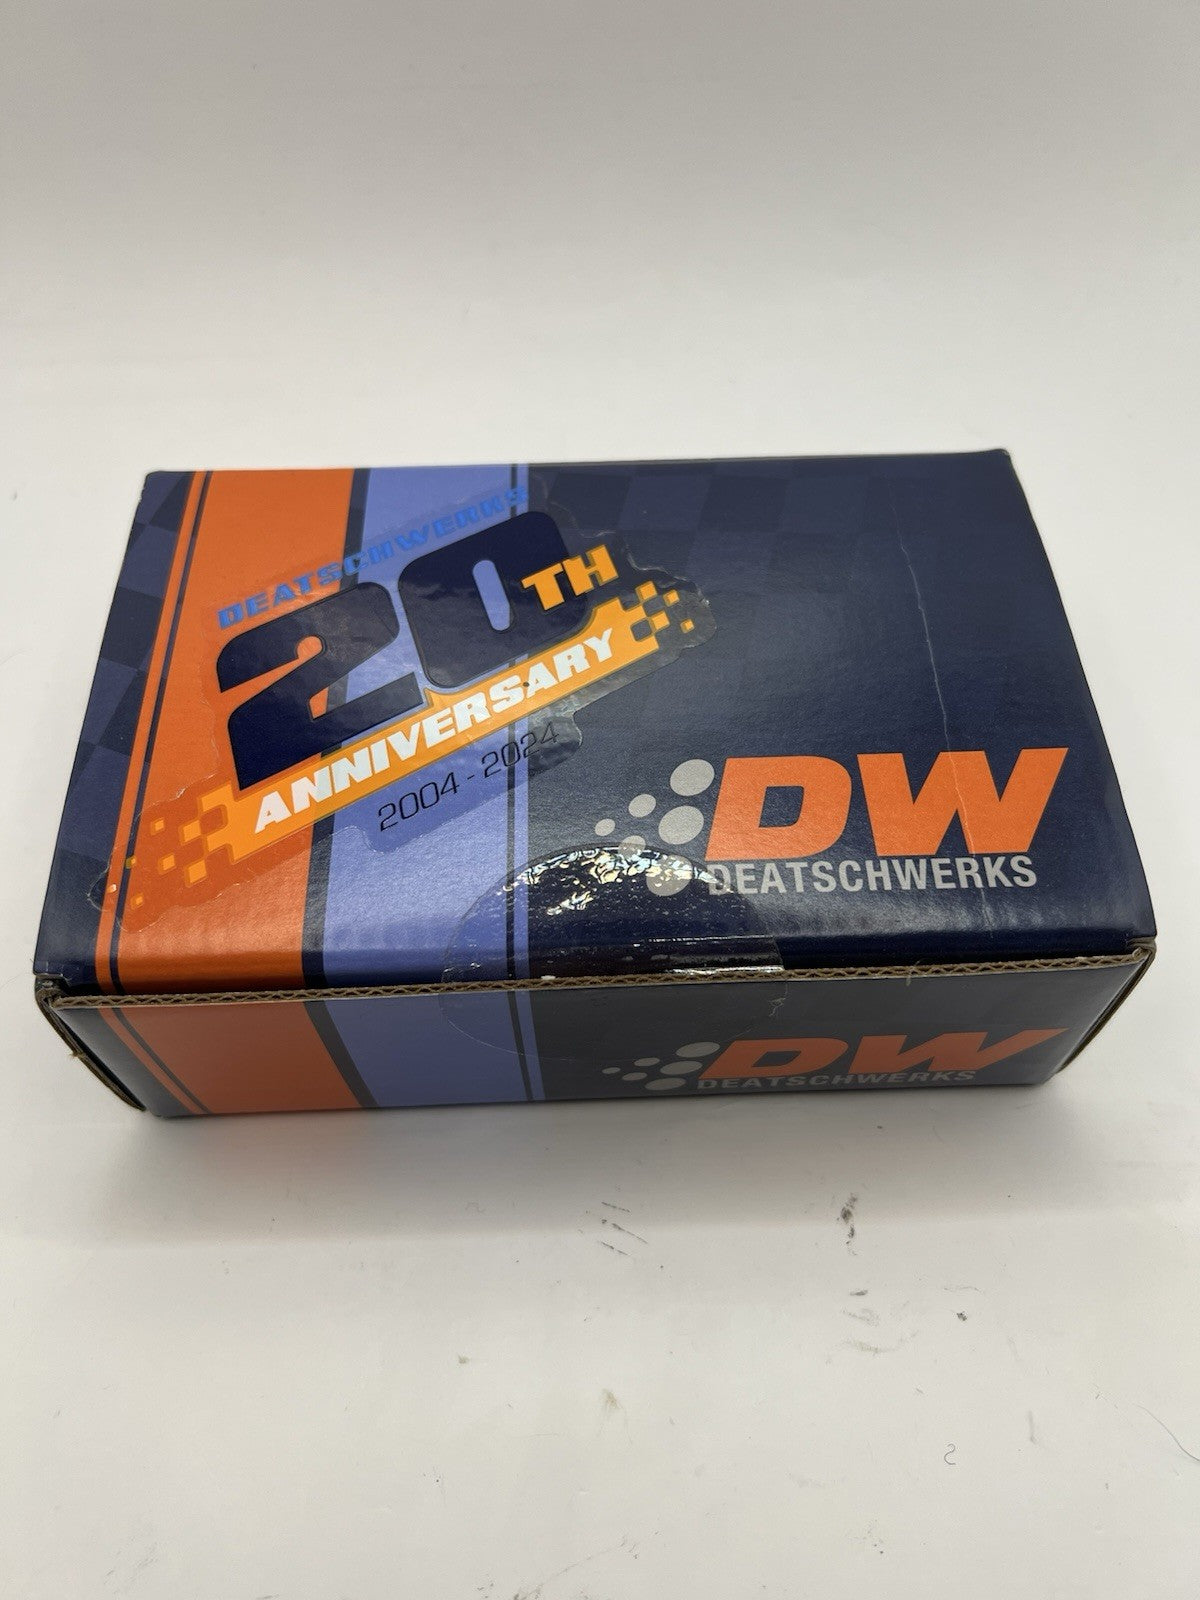 DEATSCHWERKS
20TH
ANNIVERSARY
2004 - 2024
DW
DEATSCHWERKS
DW
DEATSCHWERKS